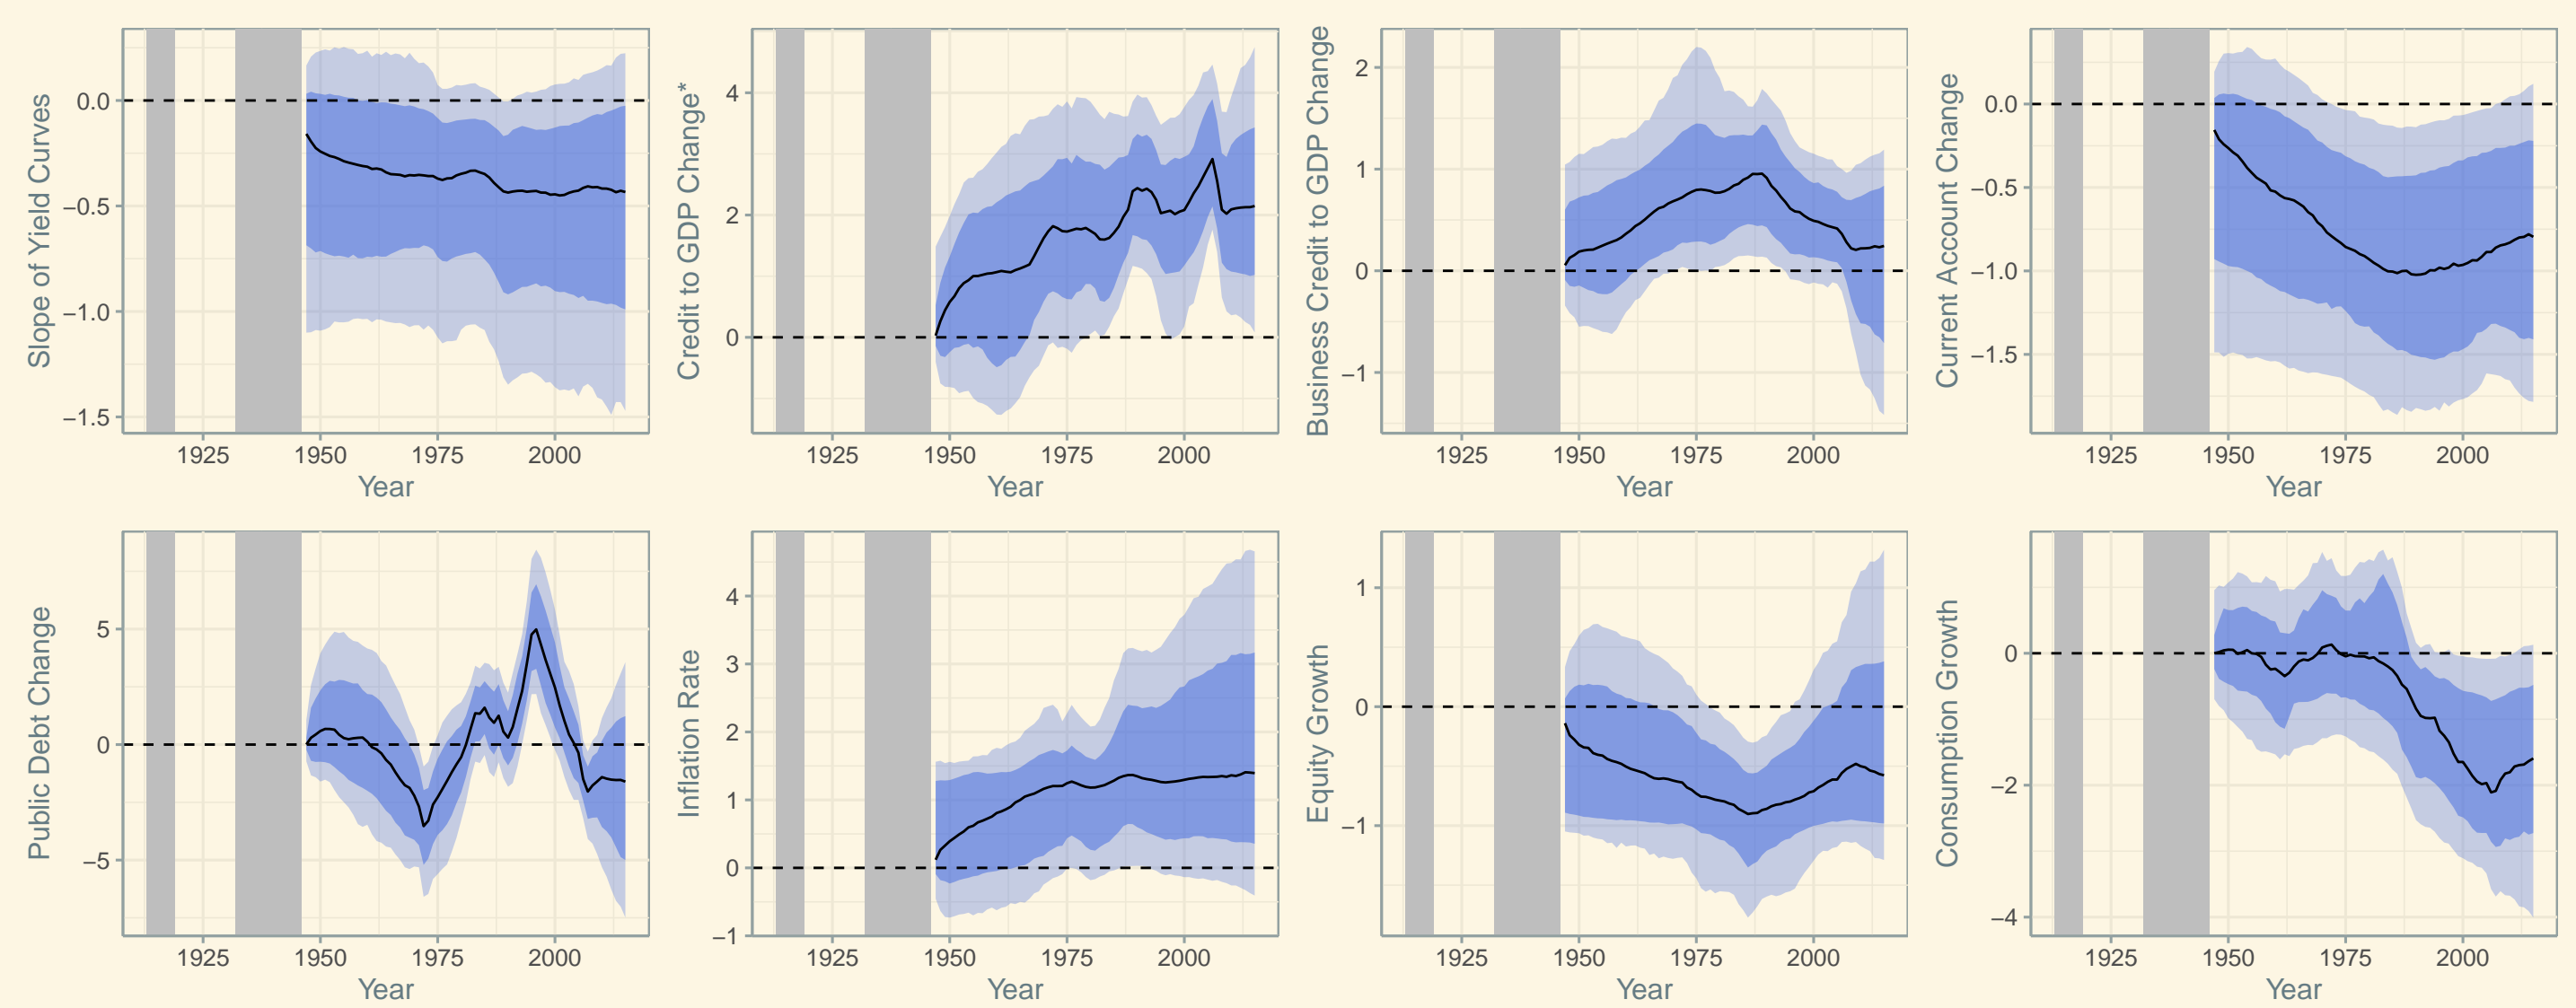 Slope of Yield Curves
0.0
−0.5
−1.0
−1.5
1925 1950 1975 2000
Year
Credit to GDP Change*
4
2
0
1925 1950 1975 2000
Year
Business Credit to GDP Change
2
1
0
−1
1925 1950 1975 2000
Year
Current Account Change
0.0
−0.5
−1.0
−1.5
1925 1950 1975 2000
Year
Public Debt Change
5
0
−5
1925 1950 1975 2000
Year
Inflation Rate
4
3
2
1
0
−1
1925 1950 1975 2000
Year
Equity Growth
1
0
−1
1925 1950 1975 2000
Year
Consumption Growth
0
−2
−4
1925 1950 1975 2000
Year